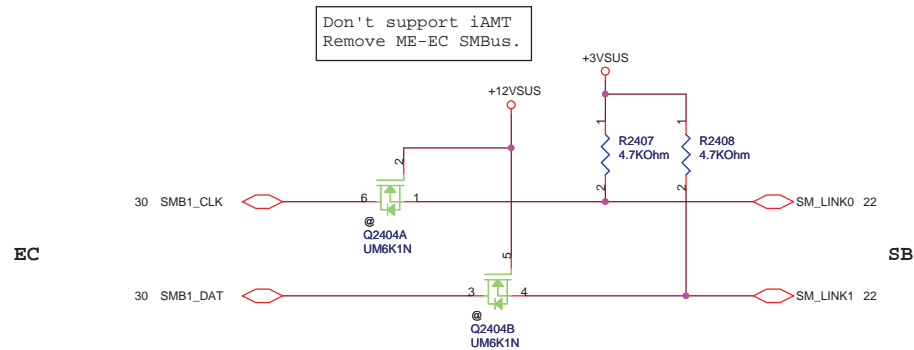 Don't support iAMT
Remove ME-EC SMBus.
+3VSUS
+12VSUS
1
1
R2407
4.7KOhm
R2408
4.7KOhm
2
2
2
30 SMB1_CLK
6
1
SM_LINK0 22
@
Q2404A
UM6K1N
EC
SB
5
30 SMB1_DAT
3
4
SM_LINK1 22
@
Q2404B
UM6K1N